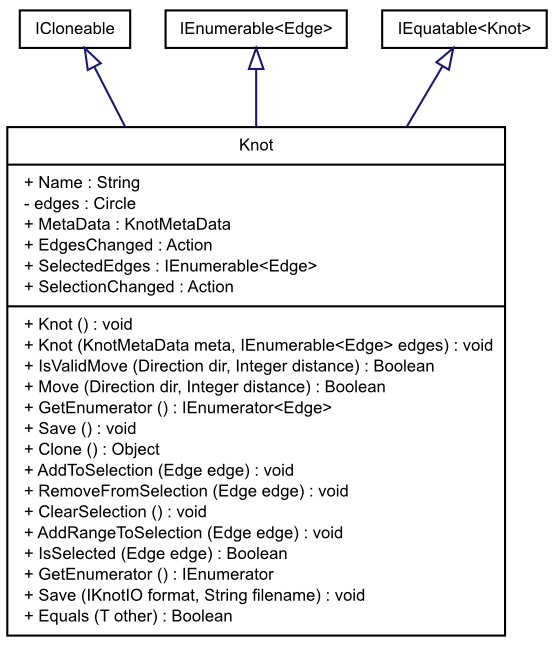 ICloneable
IEnumerable<Edge>
IEquatable<Knot>
Knot
+ Name : String
- edges : Circle
+ MetaData : KnotMetaData
+ EdgesChanged : Action
+ SelectedEdges : IEnumerable<Edge>
+ SelectionChanged : Action
+ Knot () : void
+ Knot (KnotMetaData meta, IEnumerable<Edge> edges) : void
+ IsValidMove (Direction dir, Integer distance) : Boolean
+ Move (Direction dir, Integer distance) : Boolean
+ GetEnumerator () : IEnumerator<Edge>
+ Save () : void
+ Clone () : Object
+ AddToSelection (Edge edge) : void
+ RemoveFromSelection (Edge edge) : void
+ ClearSelection () : void
+ AddRangeToSelection (Edge edge) : void
+ IsSelected (Edge edge) : Boolean
+ GetEnumerator () : IEnumerator
+ Save (IKnotIO format, String filename) : void
+ Equals (T other) : Boolean